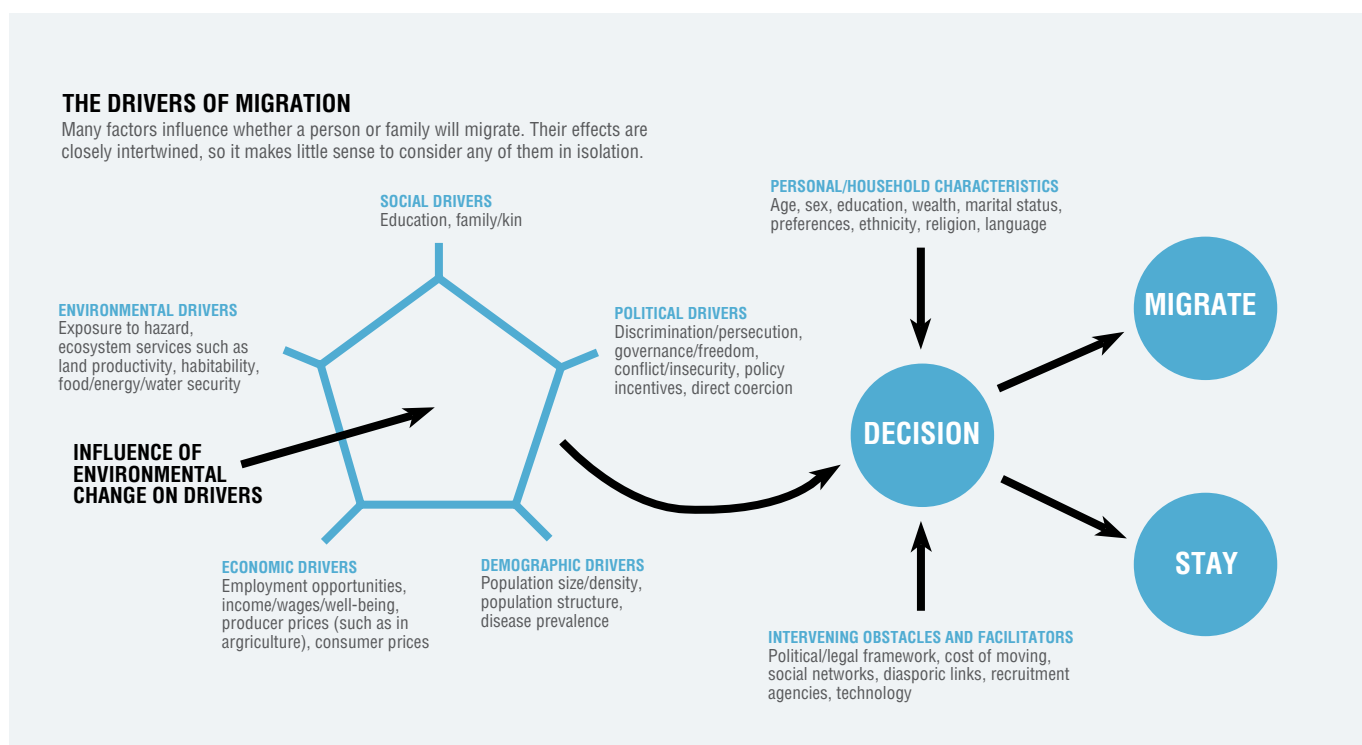 THE DRIVERS OF MIGRATION
Many factors influence whether a person or family will migrate. Their effects are
closely intertwined, so it makes little sense to consider any of them in isolation.
SOCIAL DRIVERS
Education, family/kin
ENVIRONMENTAL DRIVERS
Exposure to hazard,
ecosystem services such as
land productivity, habitability,
food/energy/water security
POLITICAL DRIVERS
Discrimination/persecution,
governance/freedom,
conflict/insecurity, policy
incentives, direct coercion
INFLUENCE OF
ENVIRONMENTAL
CHANGE ON DRIVERS
ECONOMIC DRIVERS
Employment opportunities,
income/wages/well-being,
producer prices (such as in
argriculture), consumer prices
DEMOGRAPHIC DRIVERS
Population size/density,
population structure,
disease prevalence
PERSONAL/HOUSEHOLD CHARACTERISTICS
Age, sex, education, wealth, marital status,
preferences, ethnicity, religion, language
DECISION
INTERVENING OBSTACLES AND FACILITATORS
Political/legal framework, cost of moving,
social networks, diasporic links, recruitment
agencies, technology
MIGRATE
STAY